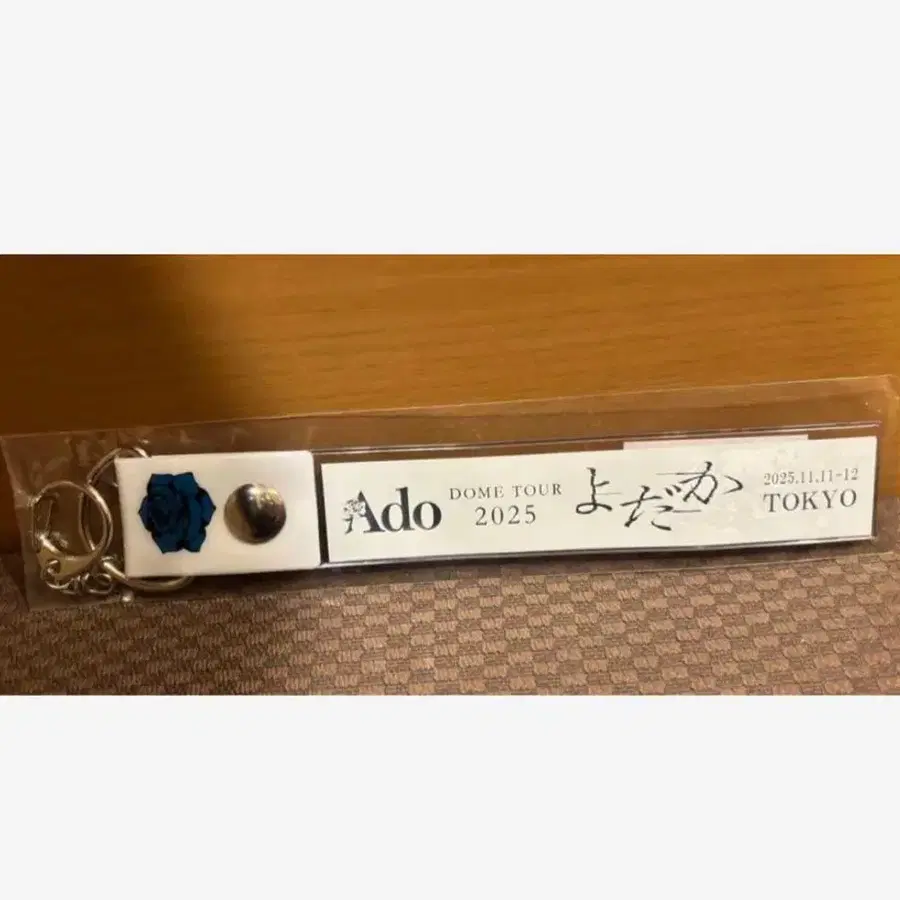 Ado
DOME TOUR
2025
よだか
2025.11.11-12
TOKYO